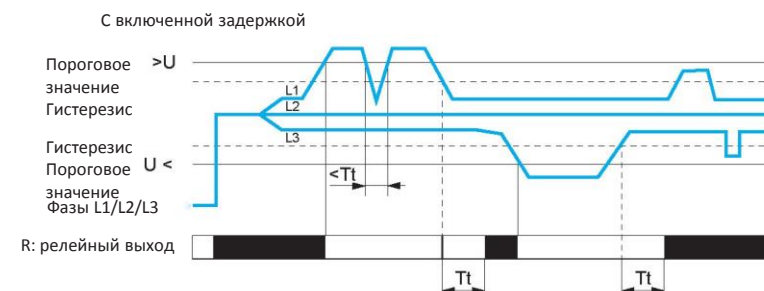 С включенной задержкой
Пороговое >U
значение
Гистерезис
L1
L2
L3
Гистерезис
Пороговое U <
значение
<Tt
Фазы L1/L2/L3
R: релейный выход
Tt
Tt